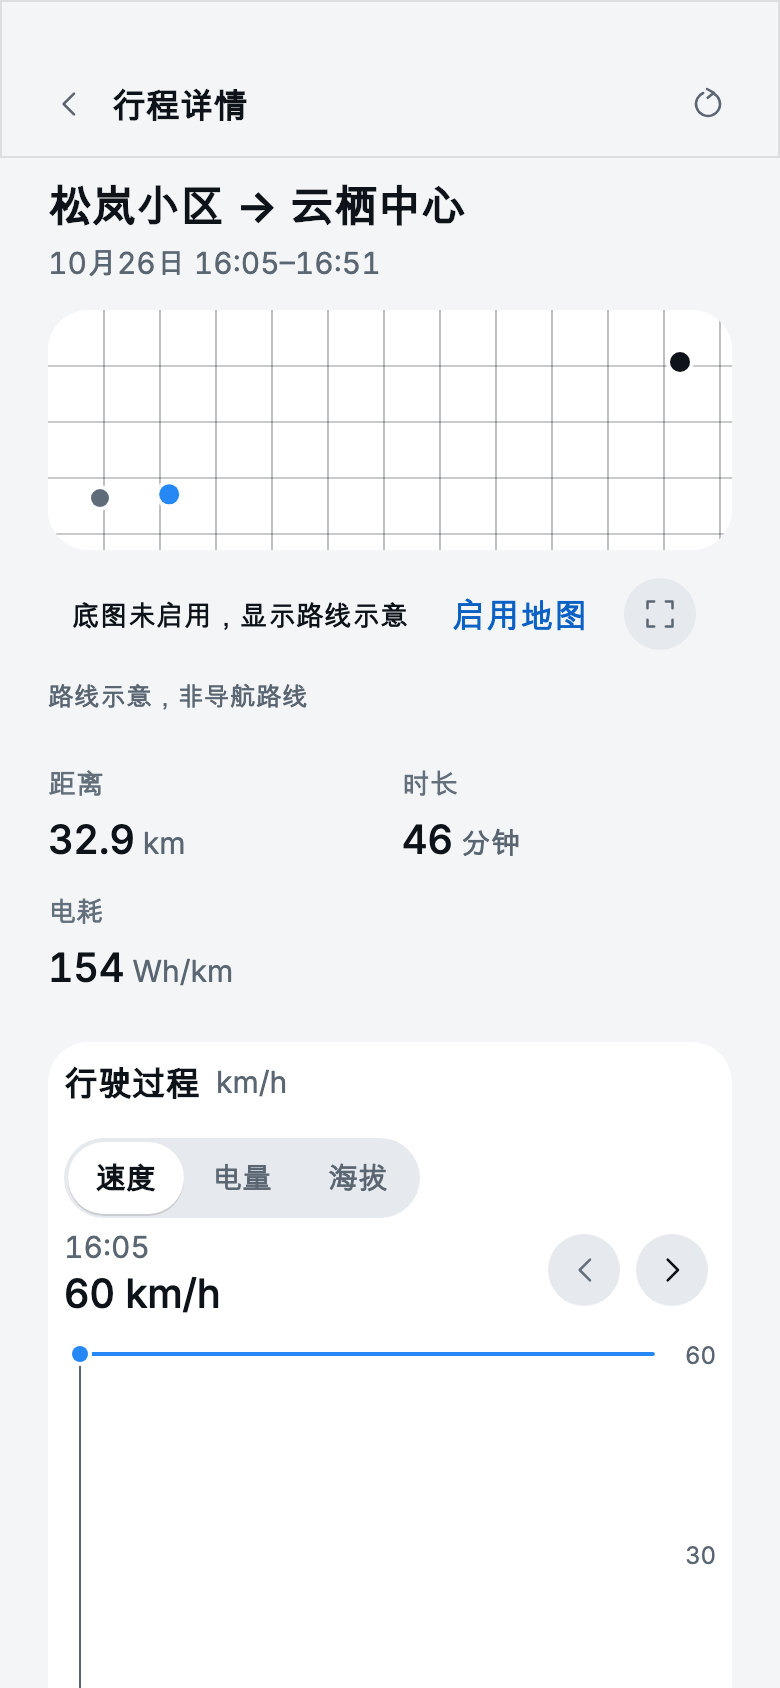 行程详情
松岚小区 → 云栖中心
10月26日 16:05–16:51
底图未启用，显示路线示意 启用地图
路线示意，非导航路线
距离 时长
32.9 km 46 分钟
电耗
154 Wh/km
行驶过程 km/h
速度 电量 海拔
16:05
60 km/h
60
30